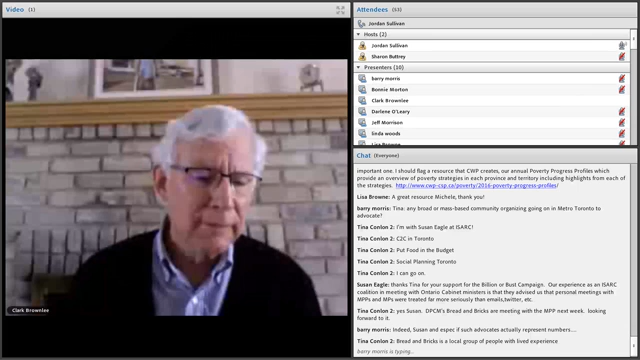 Video (1)
Clark Brownlee
Attendees (53)
Jordan Sullivan
Hosts (2)
Jordan Sullivan
Sharon Buttrey
Presenters (10)
barry morris
Bonnie Morton
Clark Brownlee
Darlene O'Leary
Jeff Morrison
linda woods
Lisa Browne
Chat (Everyone)
important one. I should flag a resource that CWP creates, our annual Poverty Progress Profiles which
provide an overview of poverty strategies in each province and territory including highlights from each of
the strategies. http://www.cwp-csp.ca/poverty/2016-poverty-progress-profiles/
Lisa Browne: A great resource Michele, thank you!
barry morris: Tina: any broad or mass-based community organizing going on in Metro Toronto to
advocate?
Tina Conlon 2: I'm with Susan Eagle at ISARC!
Tina Conlon 2: C2C in Toronto
Tina Conlon 2: Put Food in the Budget
Tina Conlon 2: Social Planning Toronto
Tina Conlon 2: I can go on.
Susan Eagle: thanks Tina for your support for the Billion or Bust Campaign. Our experience as an ISARC
coalition in meeting with Ontario Cabinet ministers is that they advised us that personal meetings with
MPPs and MPs were treated far more seriously than emails,twitter, etc.
Tina Conlon 2: yes Susan. DPCM's Bread and Bricks are meeting with the MPP next week. looking
forward to it.
barry morris: Indeed, Susan and espec if such advocates actually represent numbers....
Tina Conlon 2: Bread and Bricks is a local group of people with lived experience
barry morris is typing..